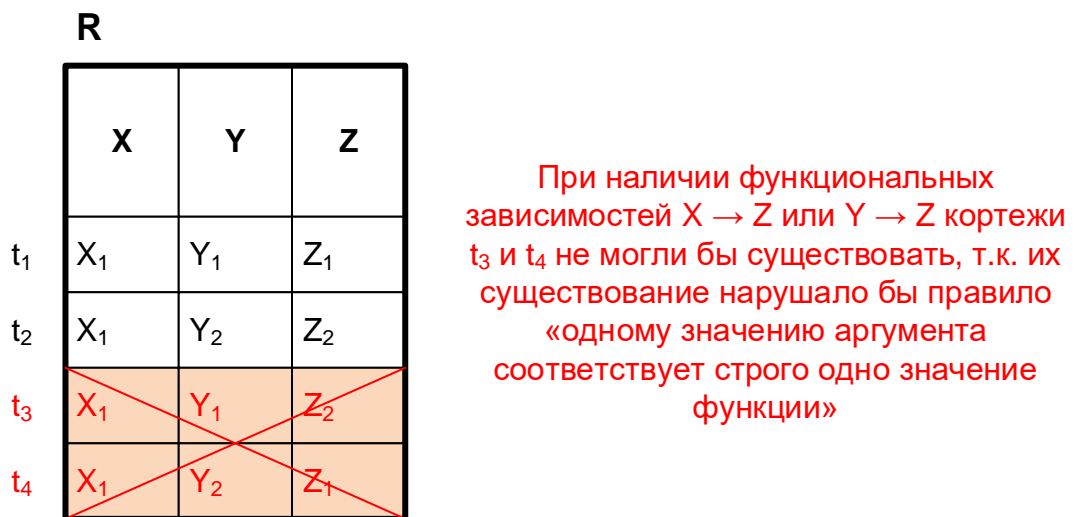 R
X Y Z
t₁ X₁ Y₁ Z₁
t₂ X₁ Y₂ Z₂
t₃ X₁ Y₁ Z₂
t₄ X₁ Y₂ Z₁
При наличии функциональных
зависимостей X → Z или Y → Z кортежи
t₃ и t₄ не могли бы существовать, т.к. их
существование нарушало бы правило
«одному значению аргумента
соответствует строго одно значение
функции»